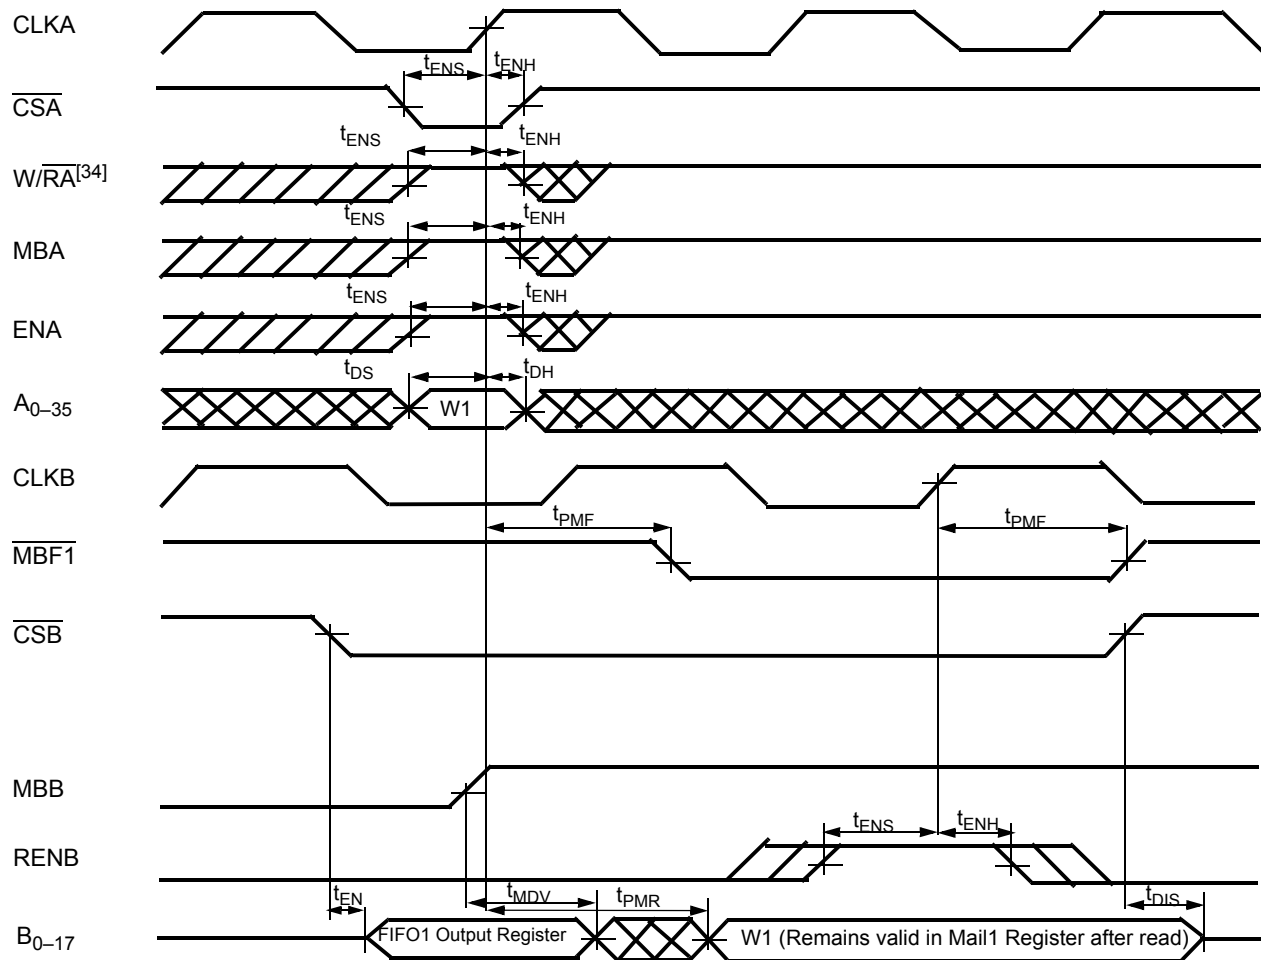 CLKA
tENS tENH
CSA
tENS tENH
W/RA[34]
tENS tENH
MBA
tENS tENH
ENA
tDS tDH
A0–35 W1
CLKB
tPMF tPMF
MBF1
CSB
MBB
tENS tENH
RENB
tEN tMDV tPMR tDIS
B0–17 FIFO1 Output Register W1 (Remains valid in Mail1 Register after read)